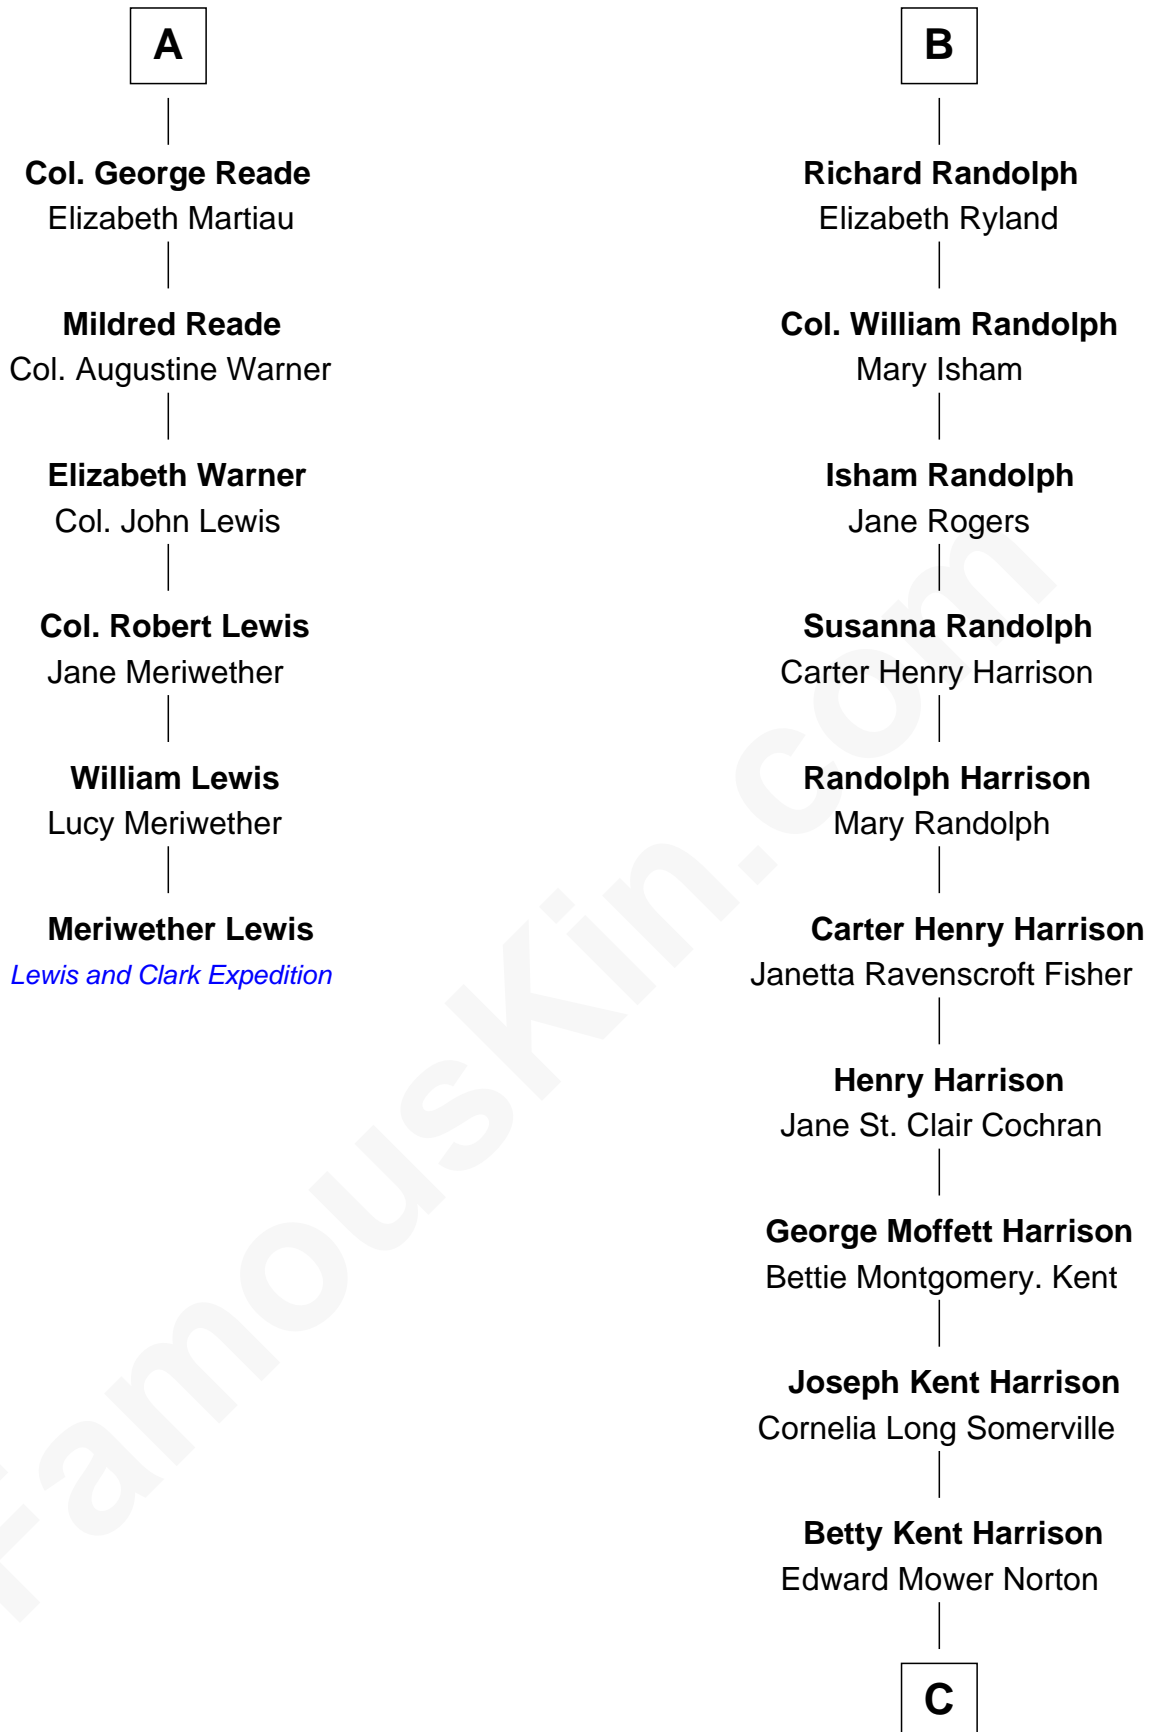 A
Col. George Reade
Elizabeth Martiau
Mildred Reade
Col. Augustine Warner
Elizabeth Warner
Col. John Lewis
Col. Robert Lewis
Jane Meriwether
William Lewis
Lucy Meriwether
Meriwether Lewis
Lewis and Clark Expedition
B
Richard Randolph
Elizabeth Ryland
Col. William Randolph
Mary Isham
Isham Randolph
Jane Rogers
Susanna Randolph
Carter Henry Harrison
Randolph Harrison
Mary Randolph
Carter Henry Harrison
Janetta Ravenscroft Fisher
Henry Harrison
Jane St. Clair Cochran
George Moffett Harrison
Bettie Montgomery. Kent
Joseph Kent Harrison
Cornelia Long Somerville
Betty Kent Harrison
Edward Mower Norton
C
FamousKin.com